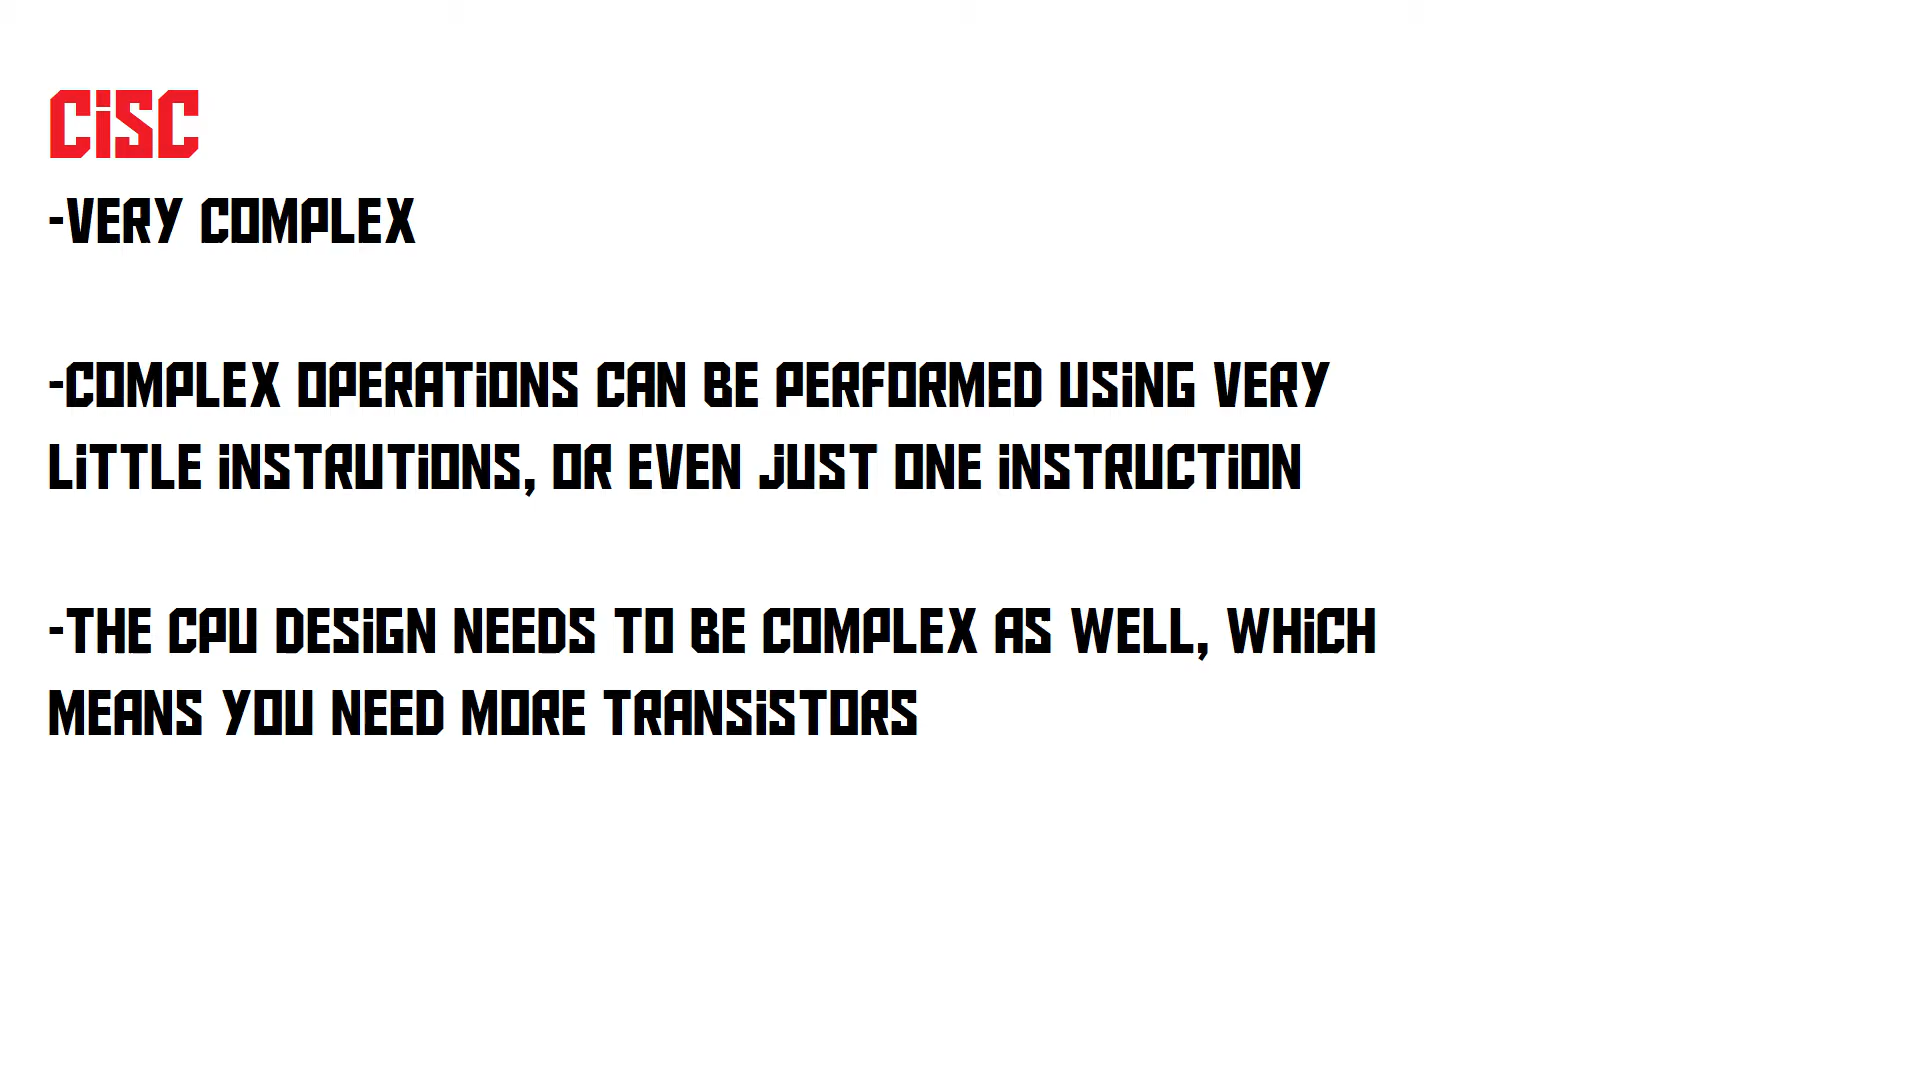 CiSC
-VERY COMPLEX
-COMPLEX OPERATiONS CAN BE PERFORMED USiNG VERY
LiTTLE iNSTRUTiONS, OR EVEN jUST ONE iNSTRUCTiON
-THE CPU DESiGN NEEDS TO BE COMPLEX AS WELL, WHiCH
MEANS YOU NEED MORE TRANSiSTORS